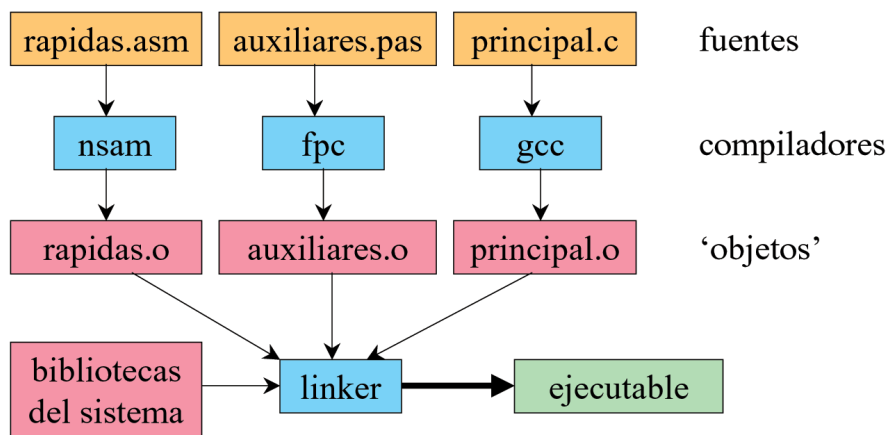 rapidas.asm auxiliares.pas principal.c fuentes
nsam fpc gcc compiladores
rapidas.o auxiliares.o principal.o ‘objetos’
bibliotecas
del sistema
linker ejecutable